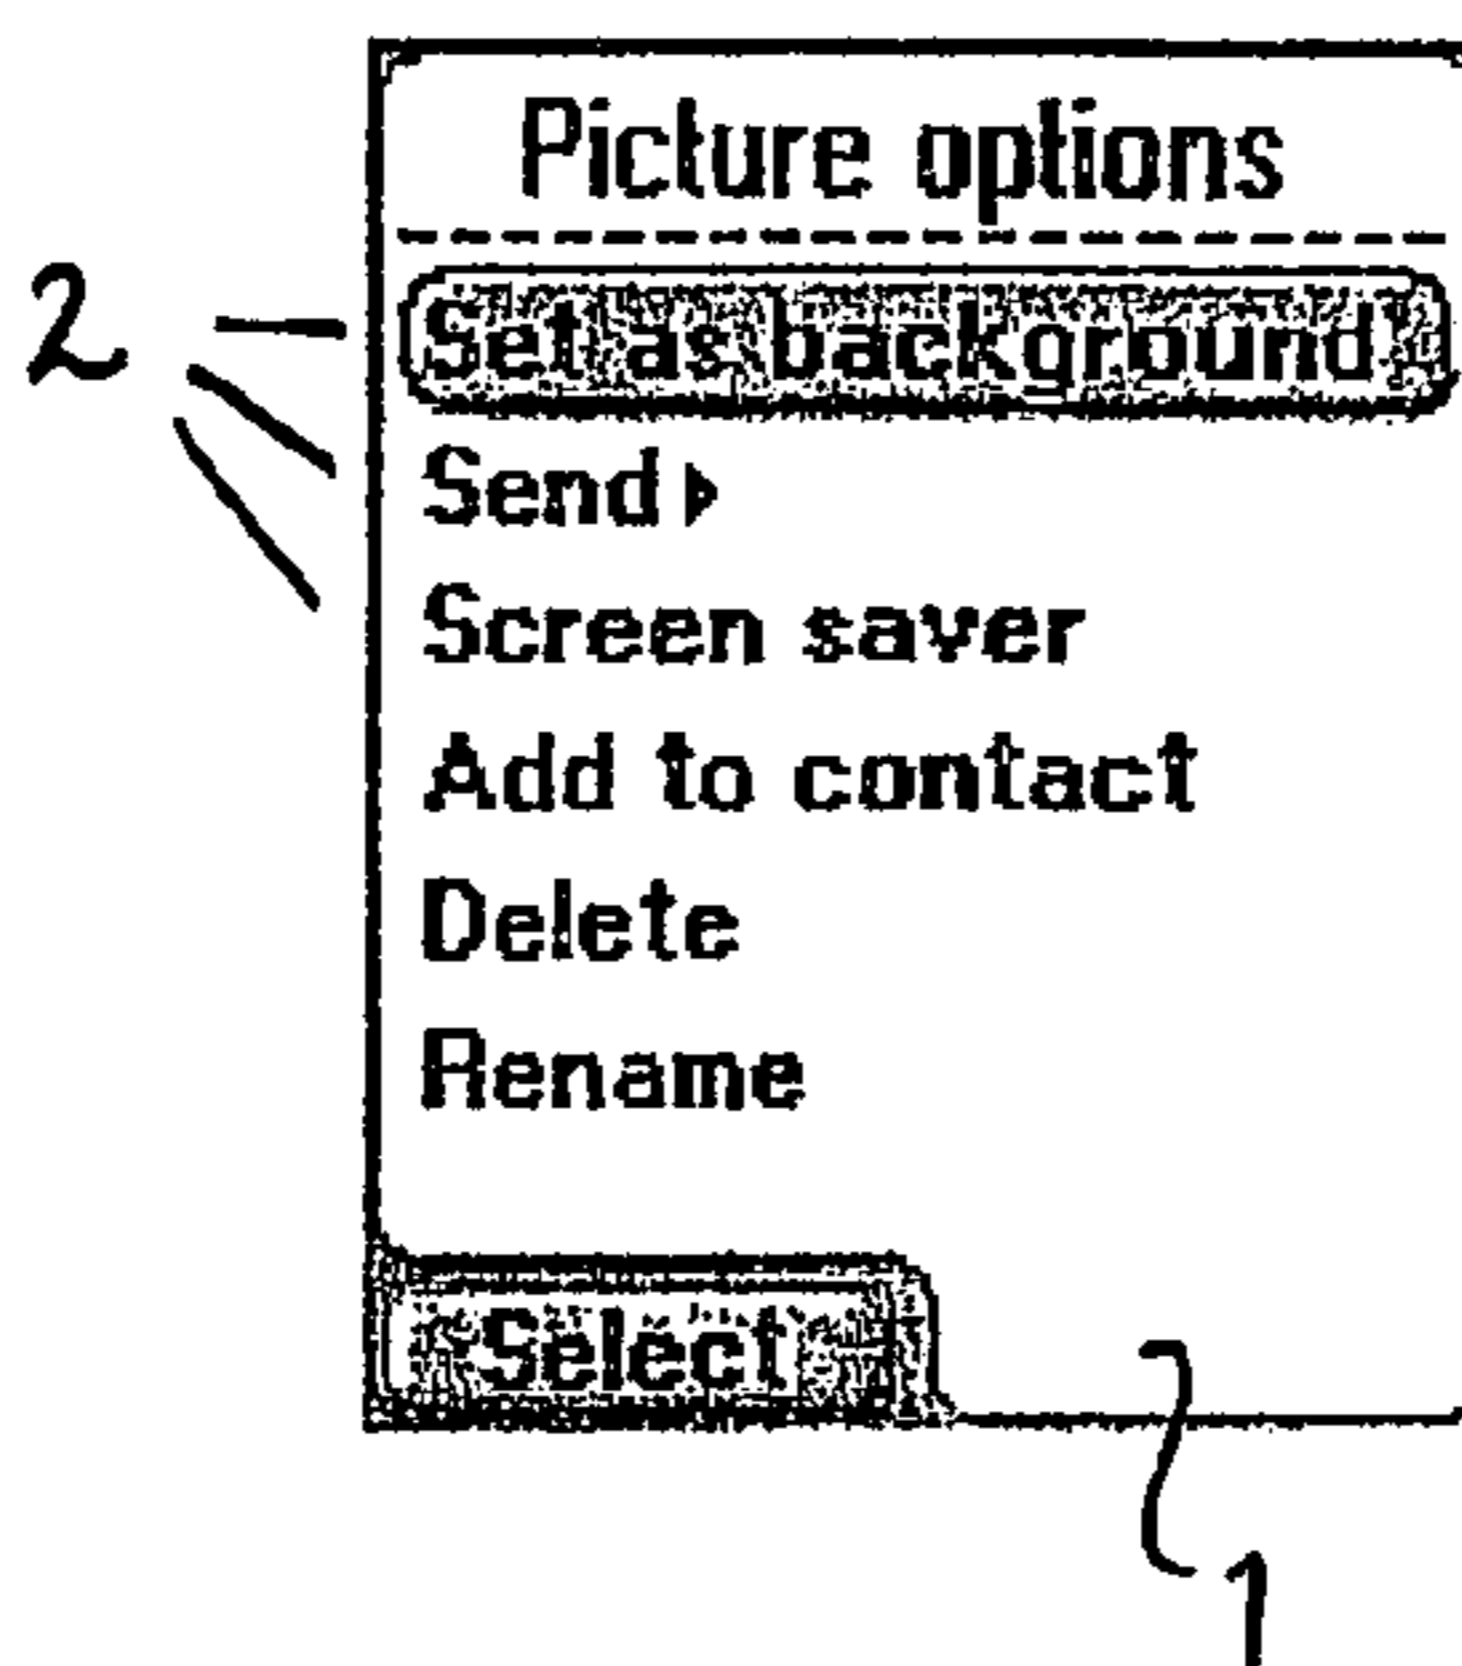 Picture options
2
Set as background
Send
Screen saver
Add to contact
Delete
Rename
Select
1